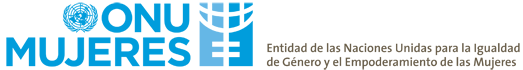 ONU
MUJERES
Entidad de las Naciones Unidas para la Igualdad
de Género y el Empoderamiento de las Mujeres